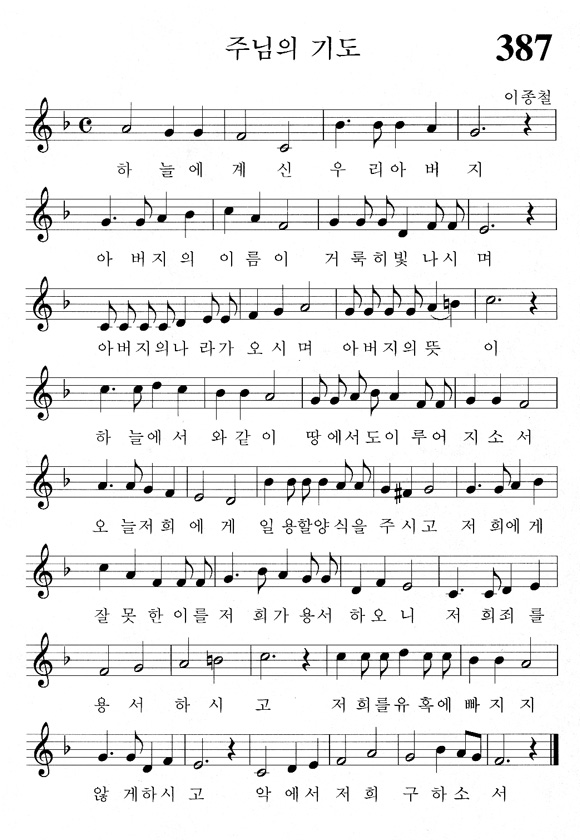 주님의 기도 387
이종철
하 늘에 계 신 우 리아 버 지
아 버지의 이 름 이 거 룩히빛 나시 며
아버지의나 라가 오 시 며 아버지의 뜻 이
하 늘에서 와 같 이 땅에서도이 루어 지소 서
오 늘저희 에 게 일 용할양 식을 주 시고 저 희에게
잘 못 한 이를 저 희가 용서 하 오 니 저 희죄 를
용 서 하 시 고 저 희를유 혹에 빠 지 지
않 게하시 고 악 에서 저 희 구 하소 서